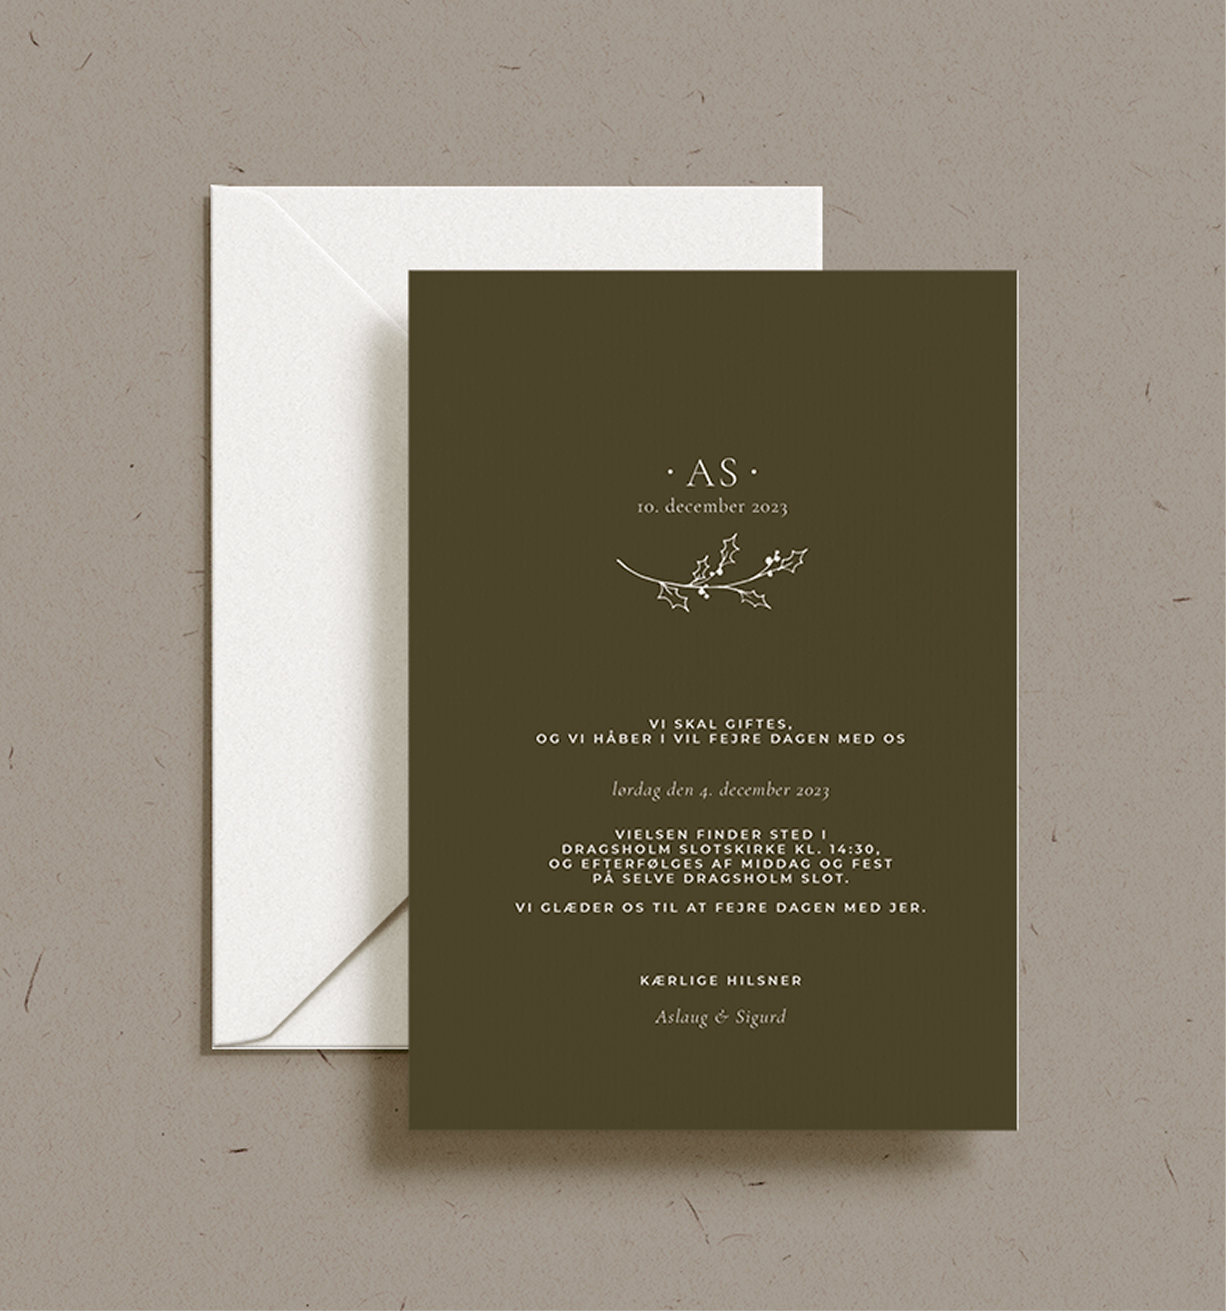 · AS ·
10. december 2023
VI SKAL GIFTES,
OG VI HÅBER I VIL FEJRE DAGEN MED OS
lørdag den 4. december 2023
VIELSEN FINDER STED I
DRAGSHOLM SLOTSKIRKE KL. 14:30,
OG EFTERFØLGES AF MIDDAG OG FEST
PÅ SELVE DRAGSHOLM SLOT.
VI GLÆDER OS TIL AT FEJRE DAGEN MED JER.
KÆRLIGE HILSNER
Aslaug & Sigurd